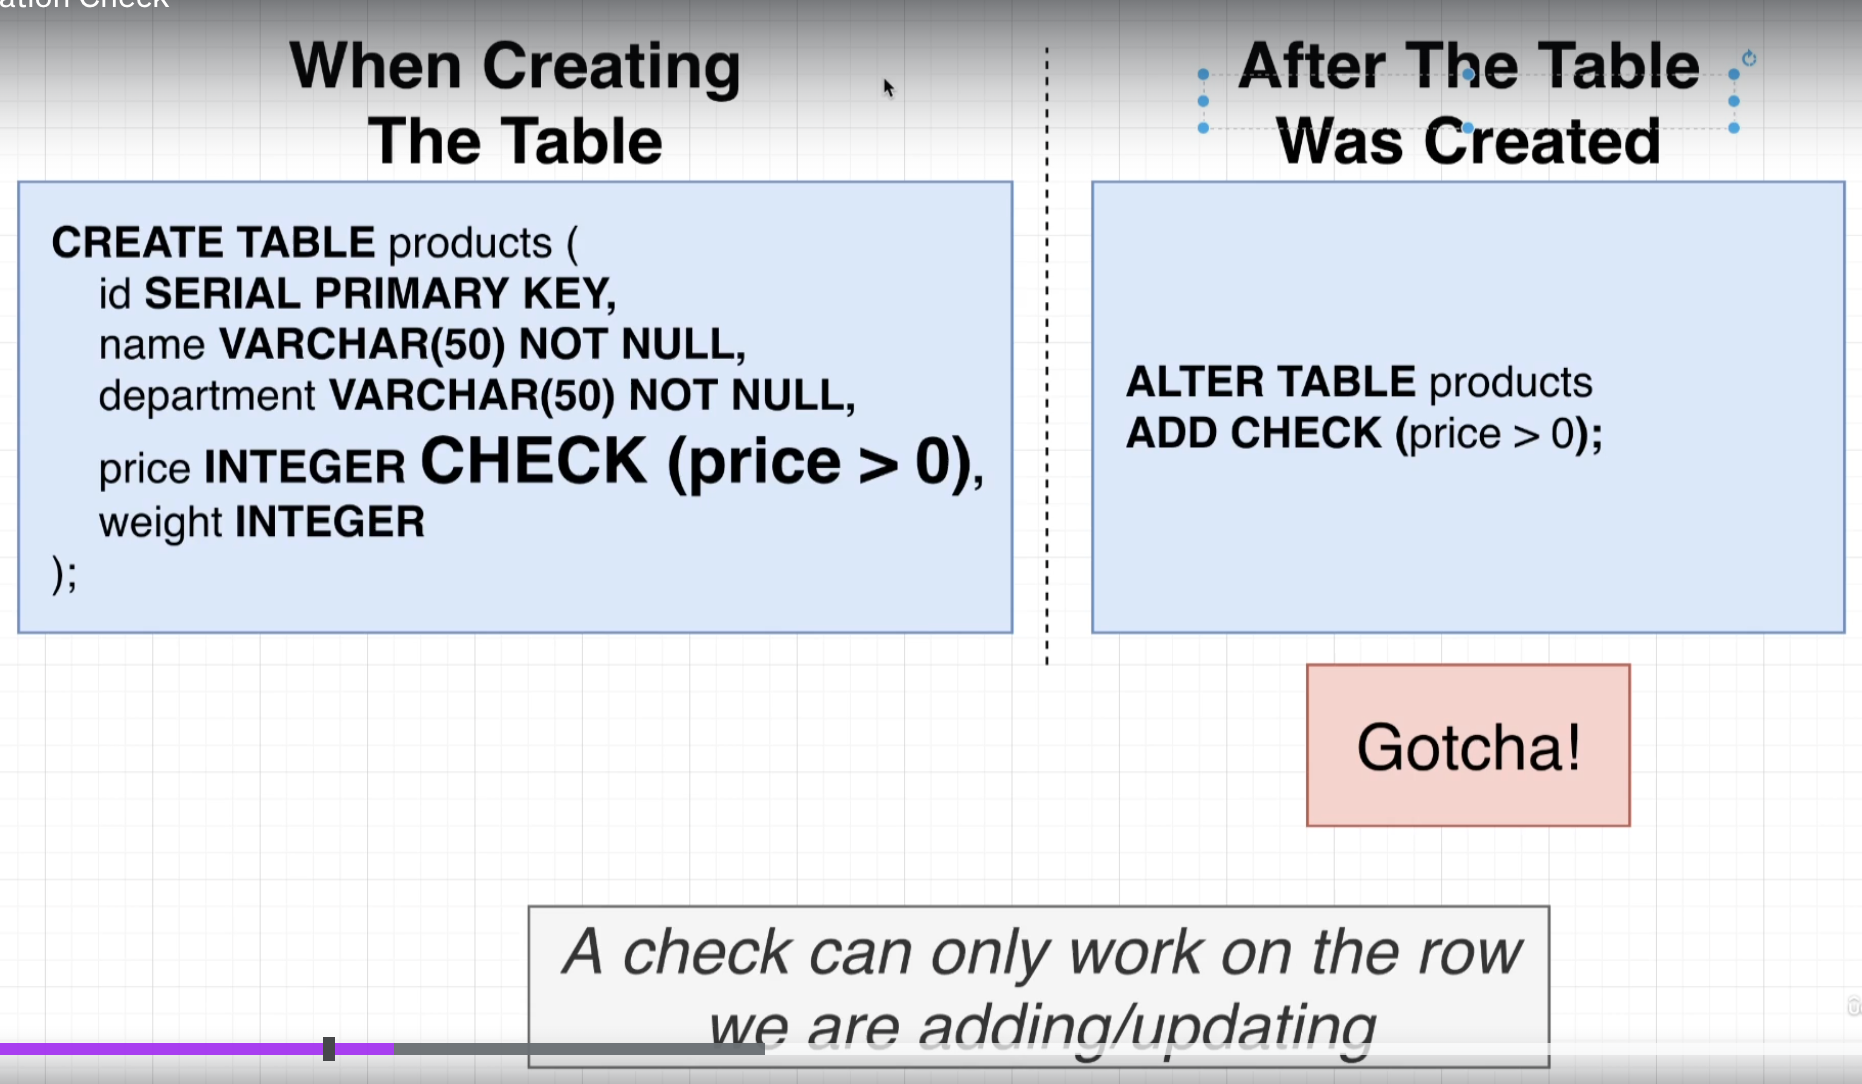 When Creating
The Table
CREATE TABLE products (
id SERIAL PRIMARY KEY,
name VARCHAR(50) NOT NULL,
department VARCHAR(50) NOT NULL,
price INTEGER CHECK (price > 0),
weight INTEGER
);
After The Table
Was Created
ALTER TABLE products
ADD CHECK (price > 0);
Gotcha!
A check can only work on the row
we are adding/updating